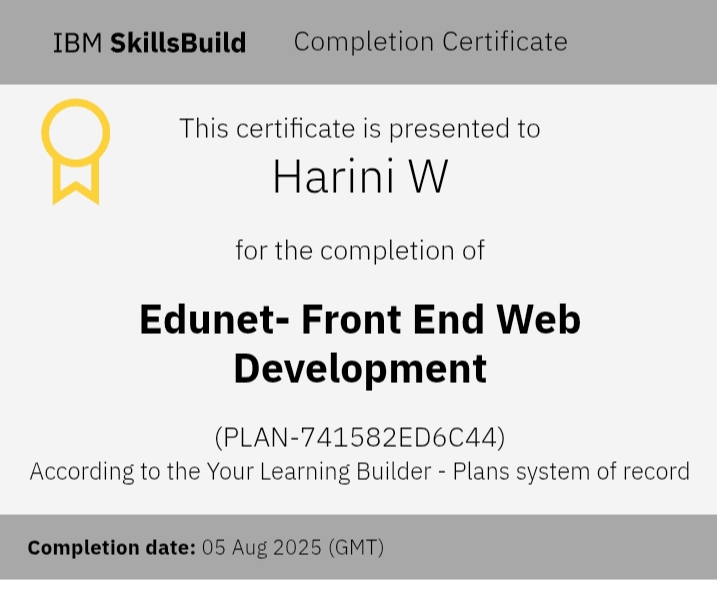 IBM SkillsBuild Completion Certificate
This certificate is presented to
Harini W
for the completion of
Edunet- Front End Web
Development
(PLAN-741582ED6C44)
According to the Your Learning Builder - Plans system of record
Completion date: 05 Aug 2025 (GMT)